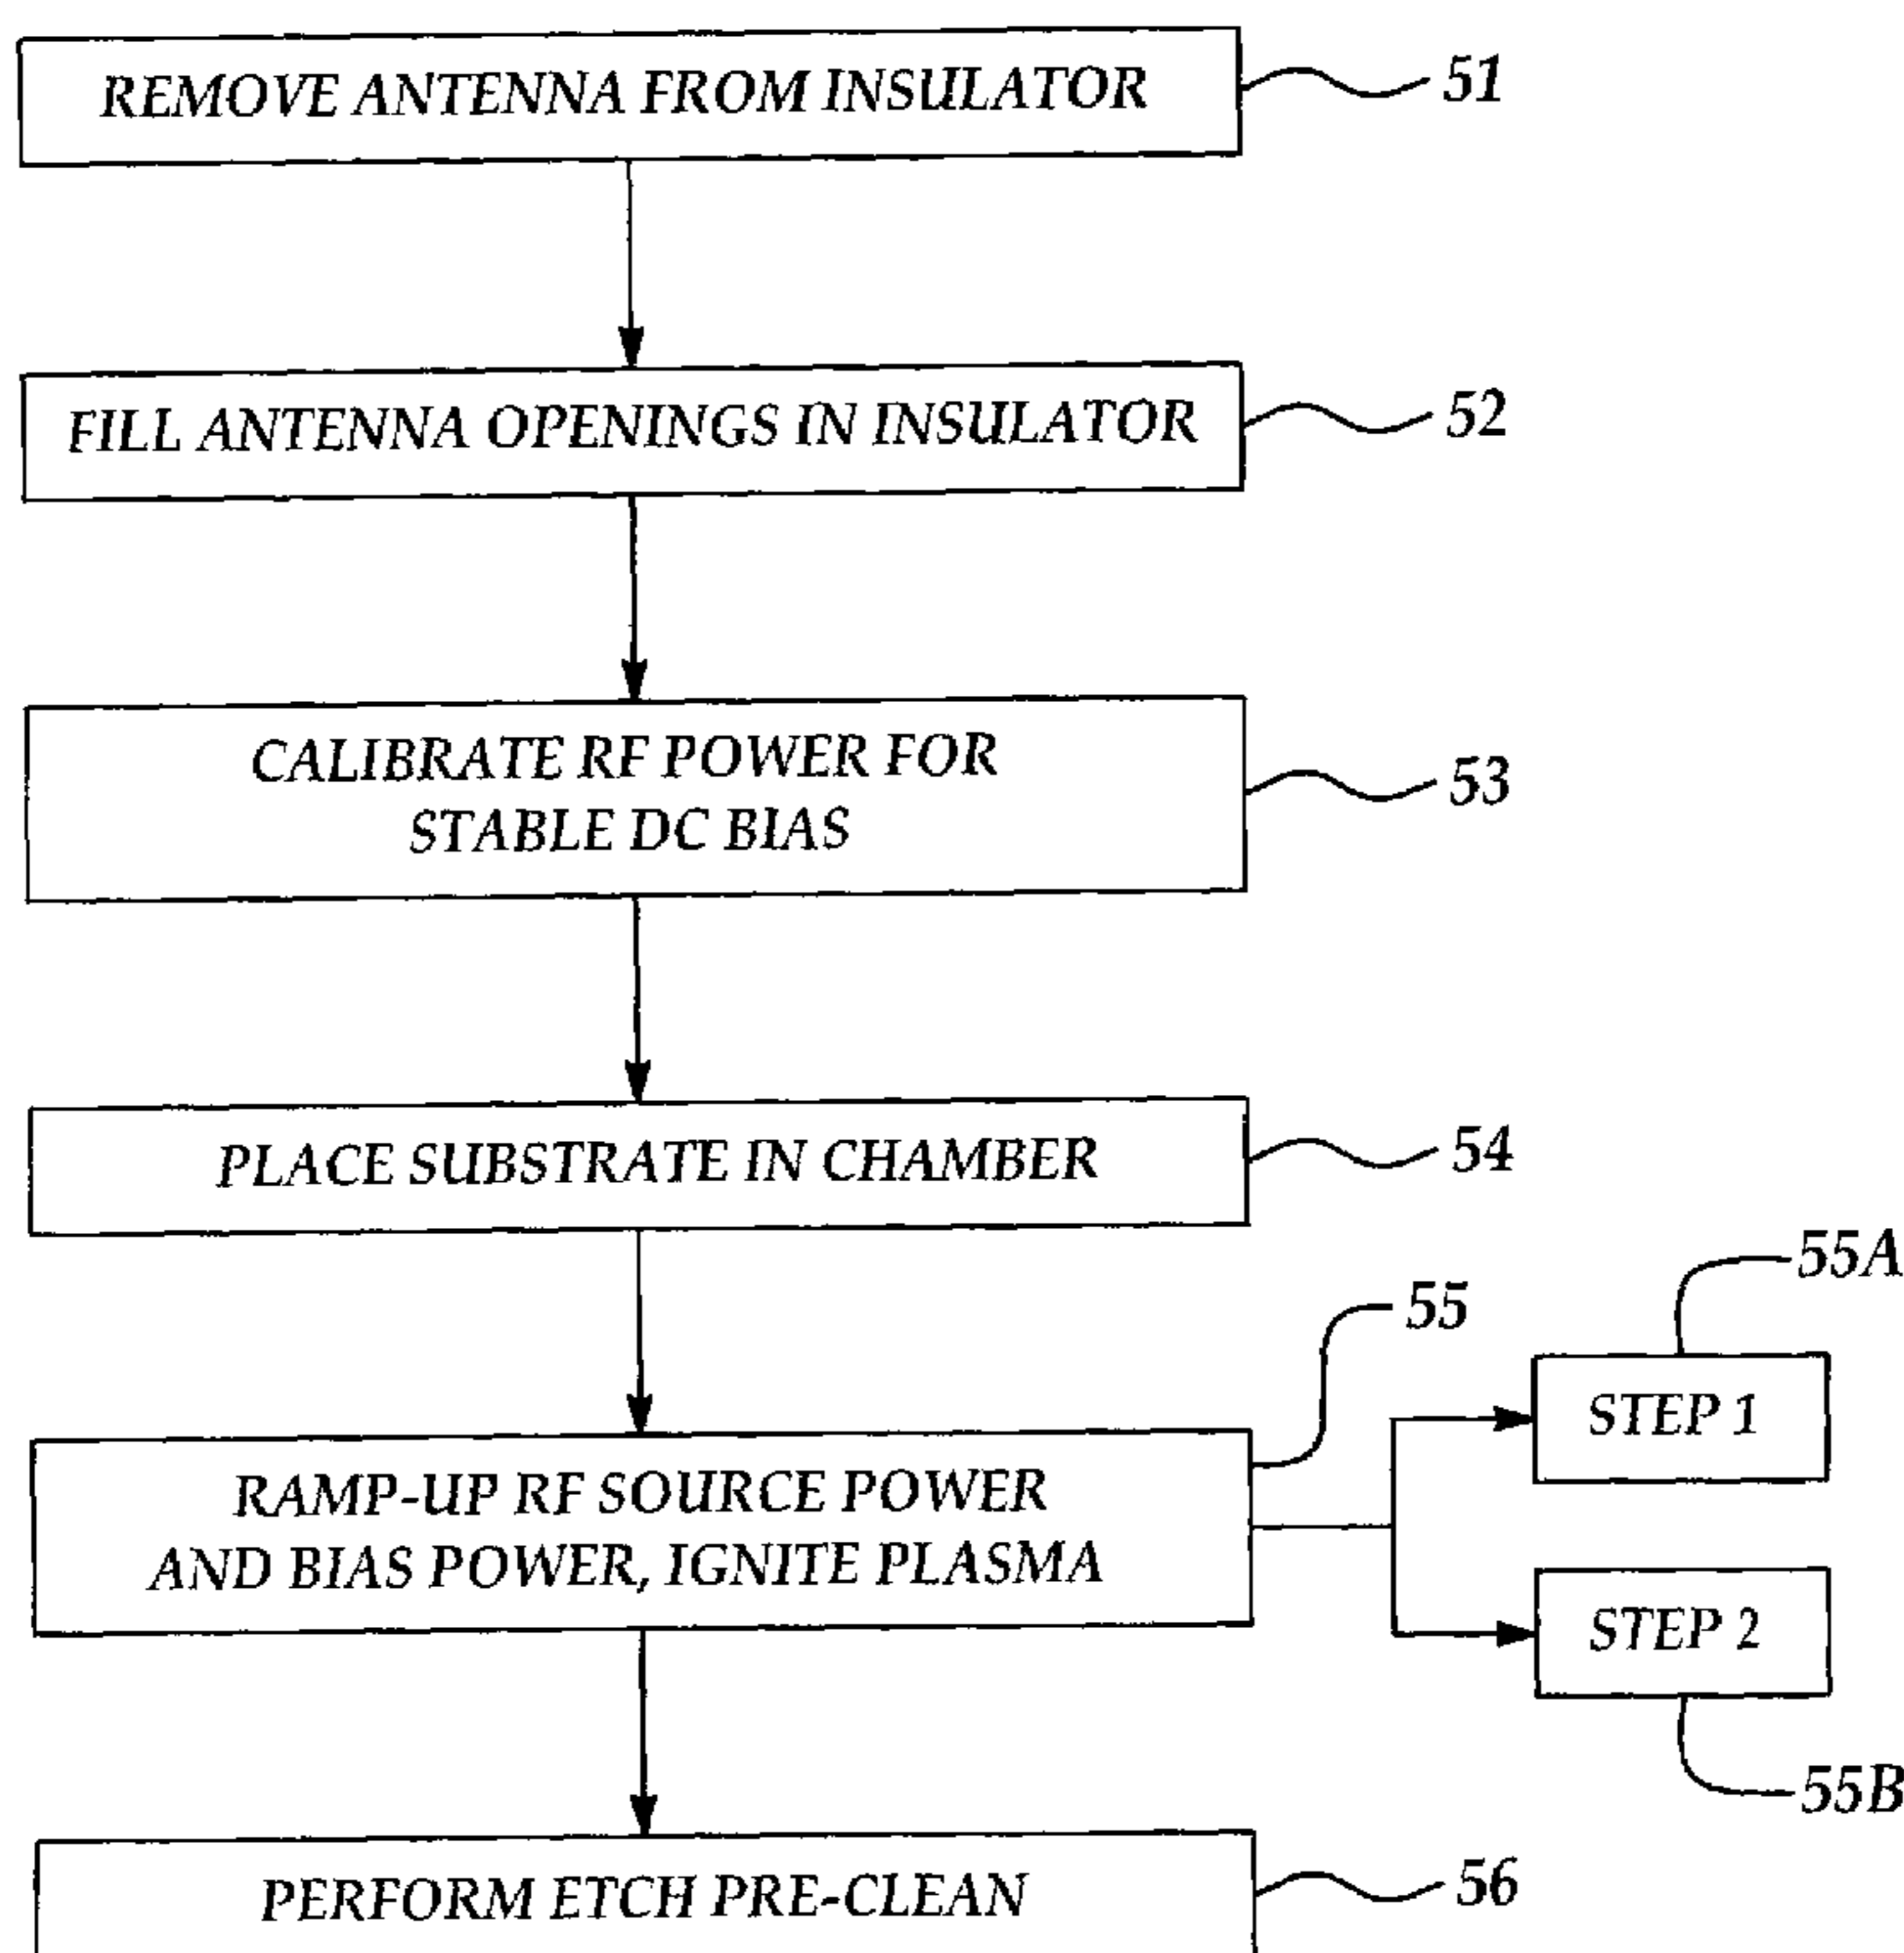 REMOVE ANTENNA FROM INSULATOR
51
FILL ANTENNA OPENINGS IN INSULATOR
52
CALIBRATE RF POWER FOR
STABLE DC BIAS
53
PLACE SUBSTRATE IN CHAMBER
54
RAMP-UP RF SOURCE POWER
AND BIAS POWER, IGNITE PLASMA
55
55A
STEP 1
STEP 2
55B
PERFORM ETCH PRE-CLEAN
56